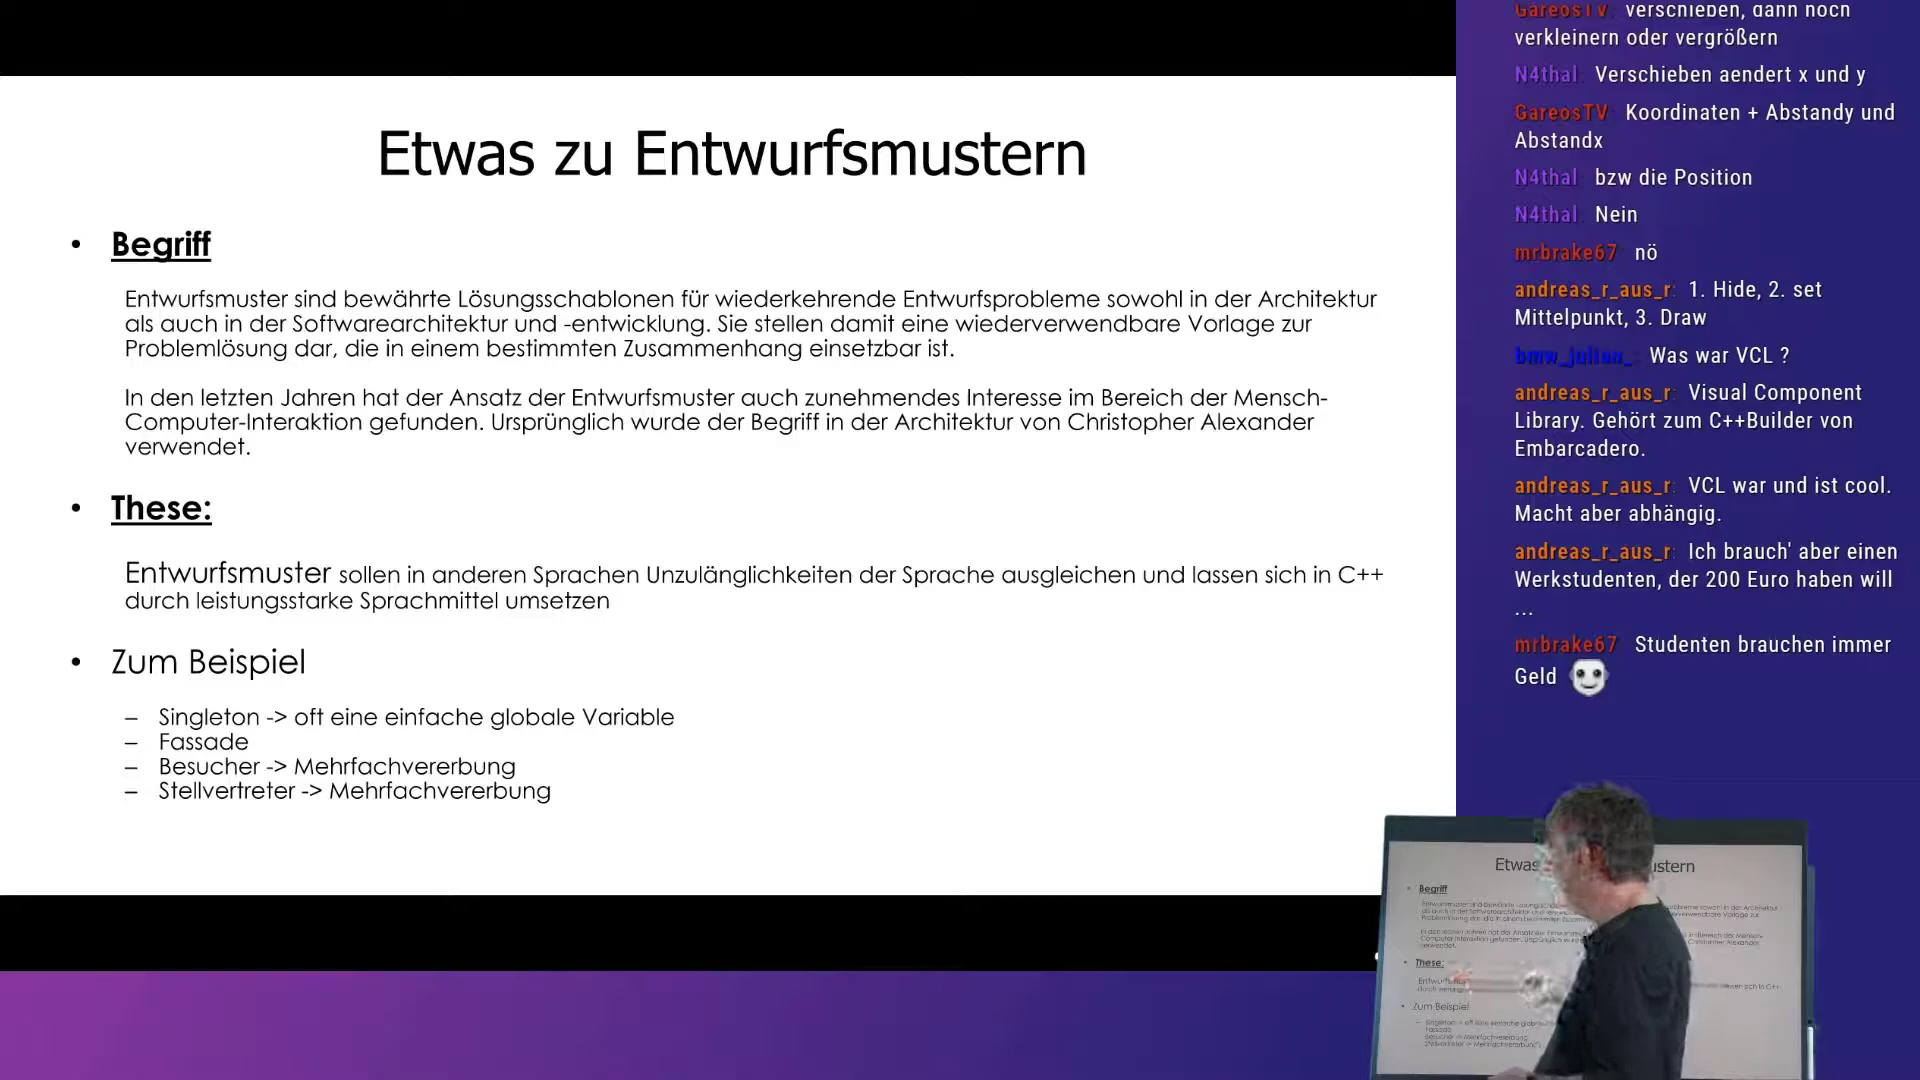 Etwas zu Entwurfsmustern
• Begriff
Entwurfsmuster sind bewährte Lösungsschablonen für wiederkehrende Entwurfsprobleme sowohl in der Architektur
als auch in der Softwarearchitektur und -entwicklung. Sie stellen damit eine wiederverwendbare Vorlage zur
Problemlösung dar, die in einem bestimmten Zusammenhang einsetzbar ist.
In den letzten Jahren hat der Ansatz der Entwurfsmuster auch zunehmendes Interesse im Bereich der Mensch-
Computer-Interaktion gefunden. Ursprünglich wurde der Begriff in der Architektur von Christopher Alexander
verwendet.
• These:
Entwurfsmuster sollen in anderen Sprachen Unzulänglichkeiten der Sprache ausgleichen und lassen sich in C++
durch leistungsstarke Sprachmittel umsetzen
• Zum Beispiel
– Singleton -> oft eine einfache globale Variable
– Fassade
– Besucher -> Mehrfachvererbung
– Stellvertreter -> Mehrfachvererbung
GareosTV: verschieben, dann noch
verkleinern oder vergrößern
N4thal: Verschieben aendert x und y
GareosTV: Koordinaten + Abstandy und
Abstandx
N4thal: bzw die Position
N4thal: Nein
mrbrake67: nö
andreas_r_aus_r: 1. Hide, 2. set
Mittelpunkt, 3. Draw
bmw_julian_: Was war VCL ?
andreas_r_aus_r: Visual Component
Library. Gehört zum C++Builder von
Embarcadero.
andreas_r_aus_r: VCL war und ist cool.
Macht aber abhängig.
andreas_r_aus_r: Ich brauch' aber einen
Werkstudenten, der 200 Euro haben will
...
mrbrake67: Studenten brauchen immer
Geld
Etwas
ustern
Begriff
These:
Zum Beispiel